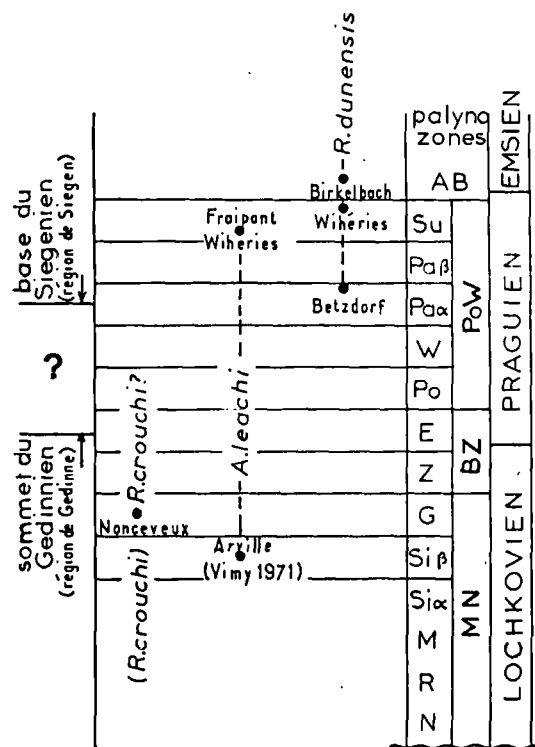 base du
Siegenien
(région de Siegen)
?
sommet du
Gedinnien
(région de Gedinne)
R.crouchi?
Nonceveux
(R.crouchi)
Fraipont
Wihéries
A.leachi
Arville
(Vimy 1971)
R.dunensis
Birkelbach
Wihéries
Betzdorf
palyno
zones
AB
Su
Paβ
Paα
W
Po
E
Z
G
Siβ
Siα
M
R
N
PoW
BZ
MN
EMSIEN
PRAGUIEN
LOCHKOVIEN